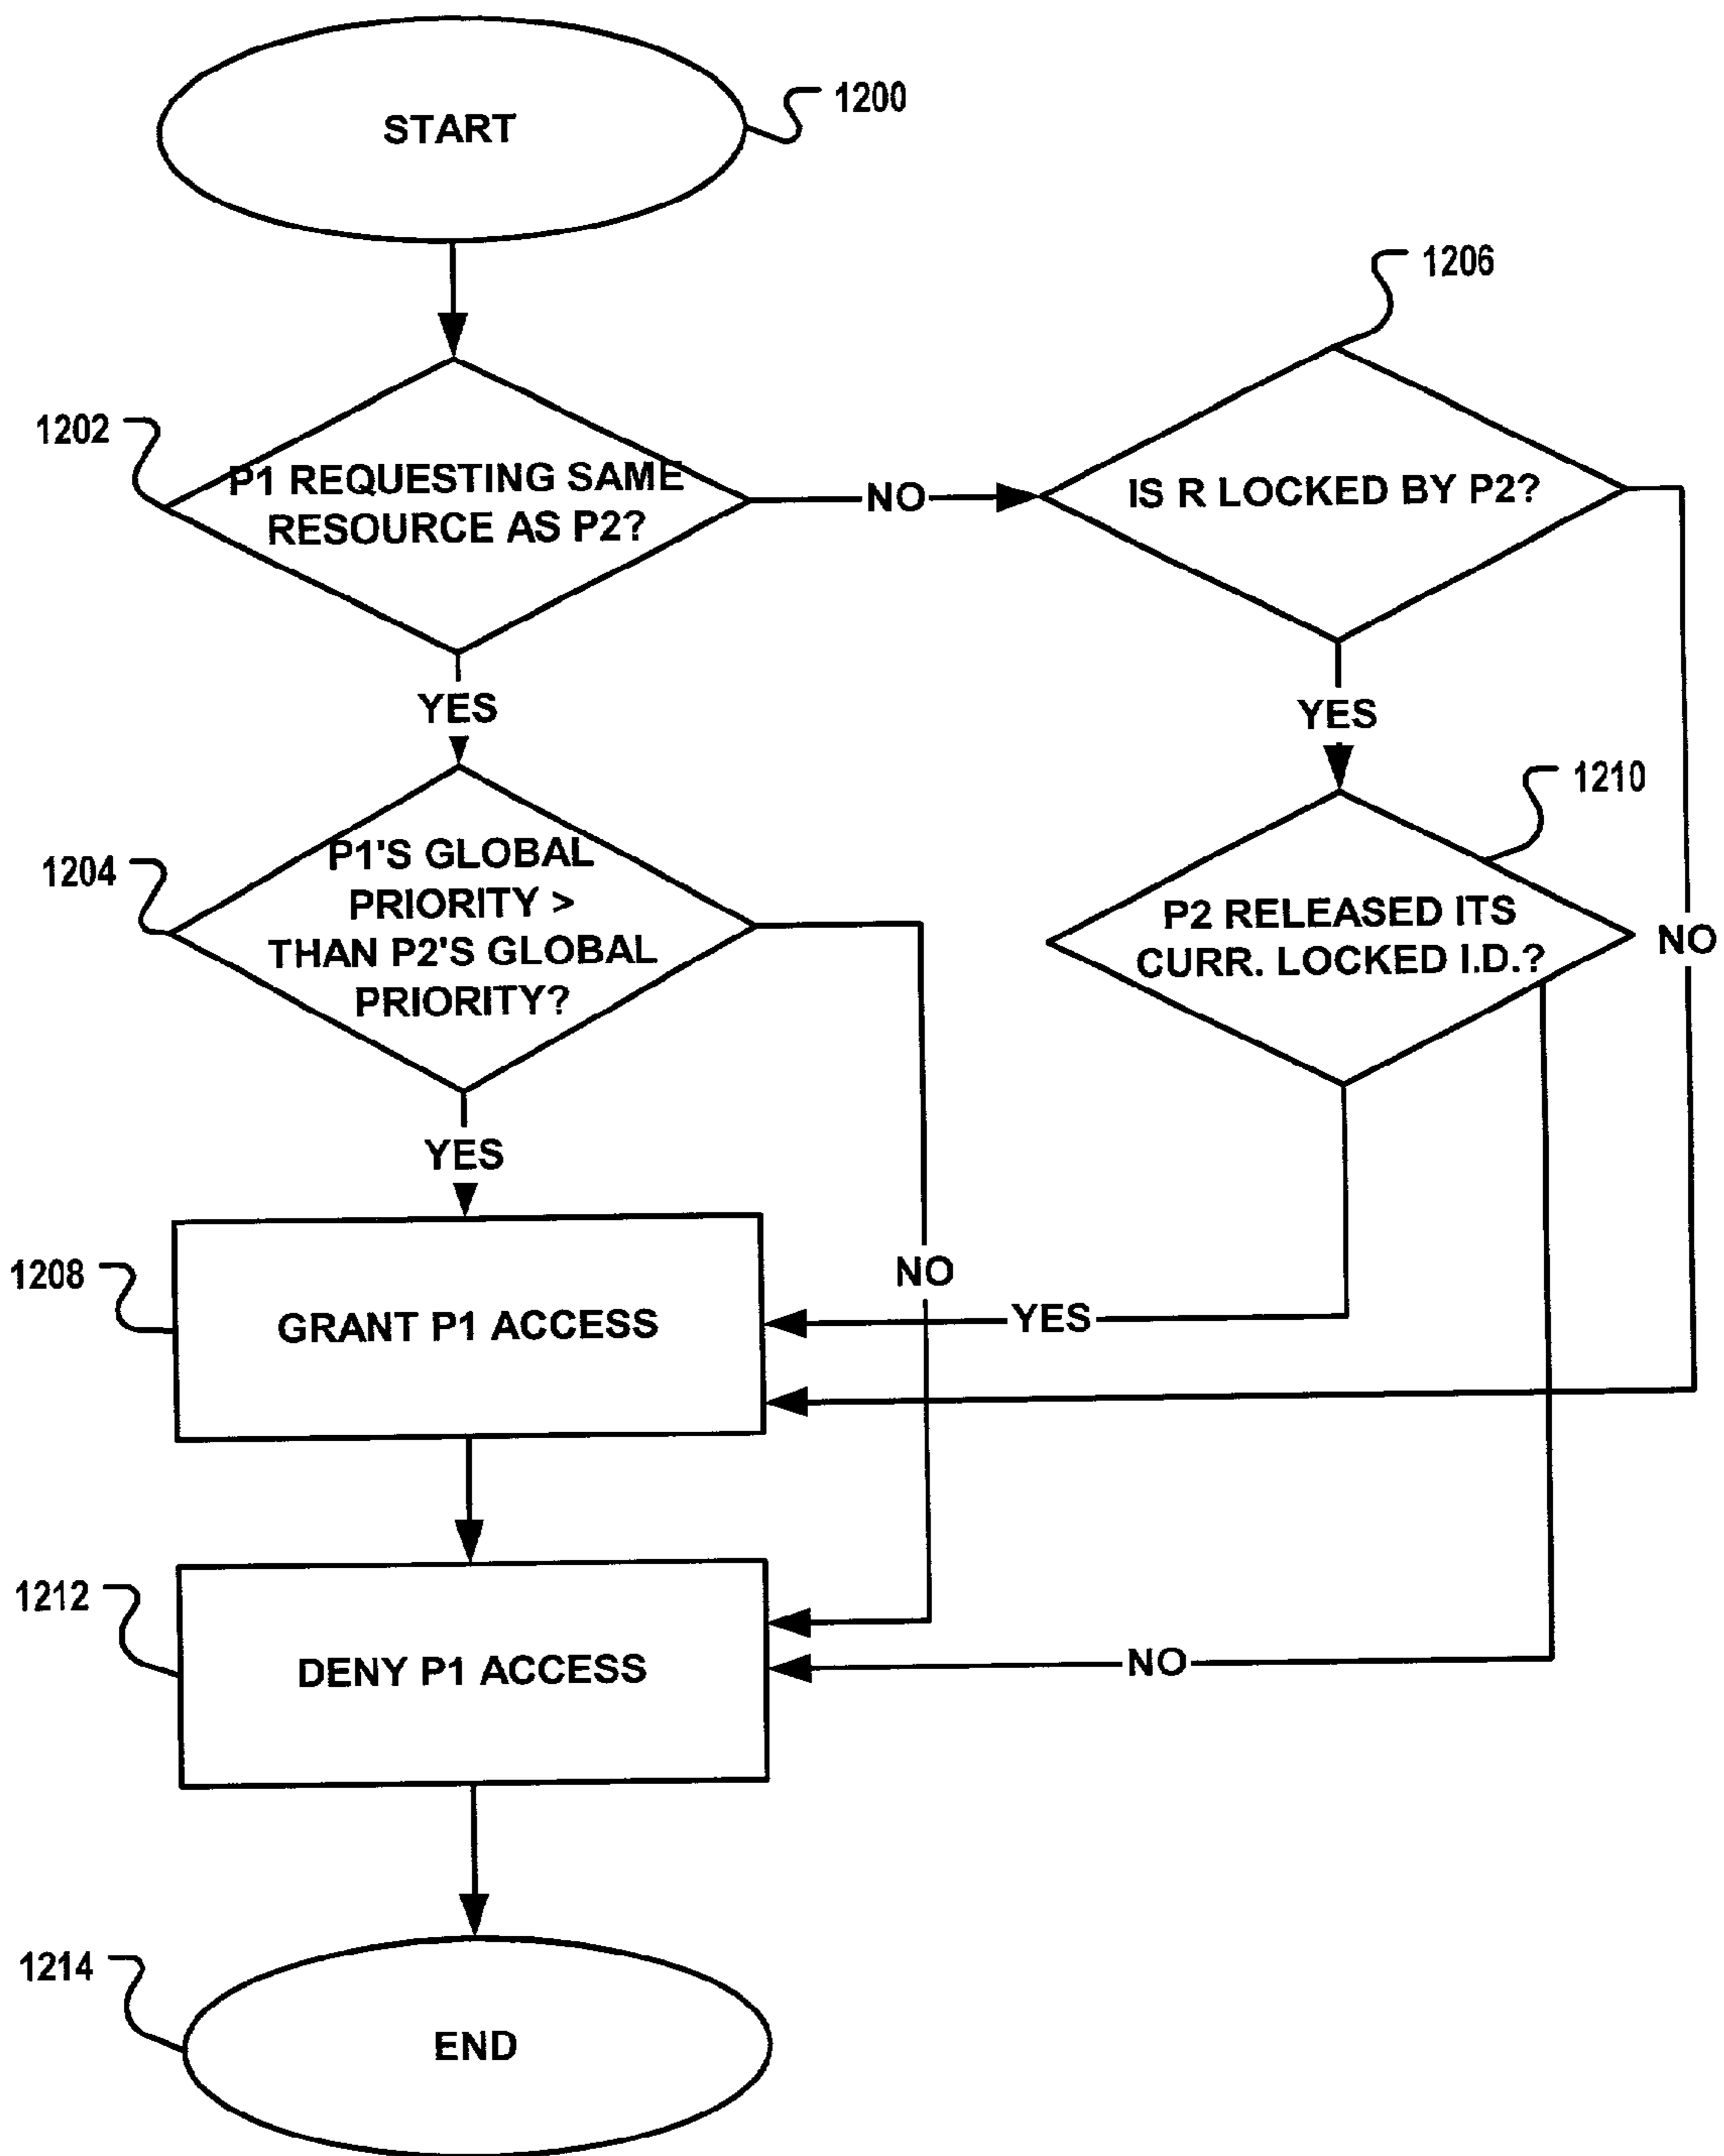 START
1200
1206
1202
P1 REQUESTING SAME
RESOURCE AS P2?
NO
IS R LOCKED BY P2?
YES
YES
1210
1204
P1'S GLOBAL
PRIORITY >
THAN P2'S GLOBAL
PRIORITY?
P2 RELEASED ITS
CURR. LOCKED I.D.?
NO
YES
1208
NO
GRANT P1 ACCESS
YES
1212
DENY P1 ACCESS
NO
1214
END